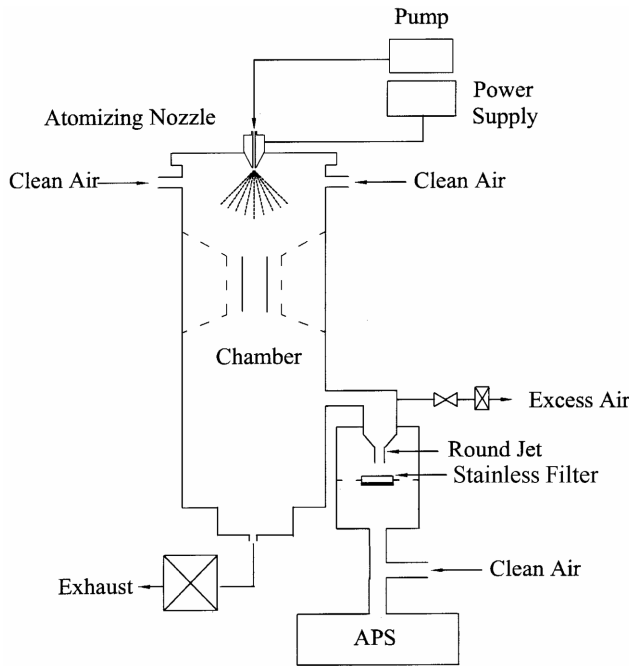 Pump
Power
Supply
Atomizing Nozzle
Clean Air
Clean Air
Chamber
Excess Air
Round Jet
Stainless Filter
Clean Air
Exhaust
APS